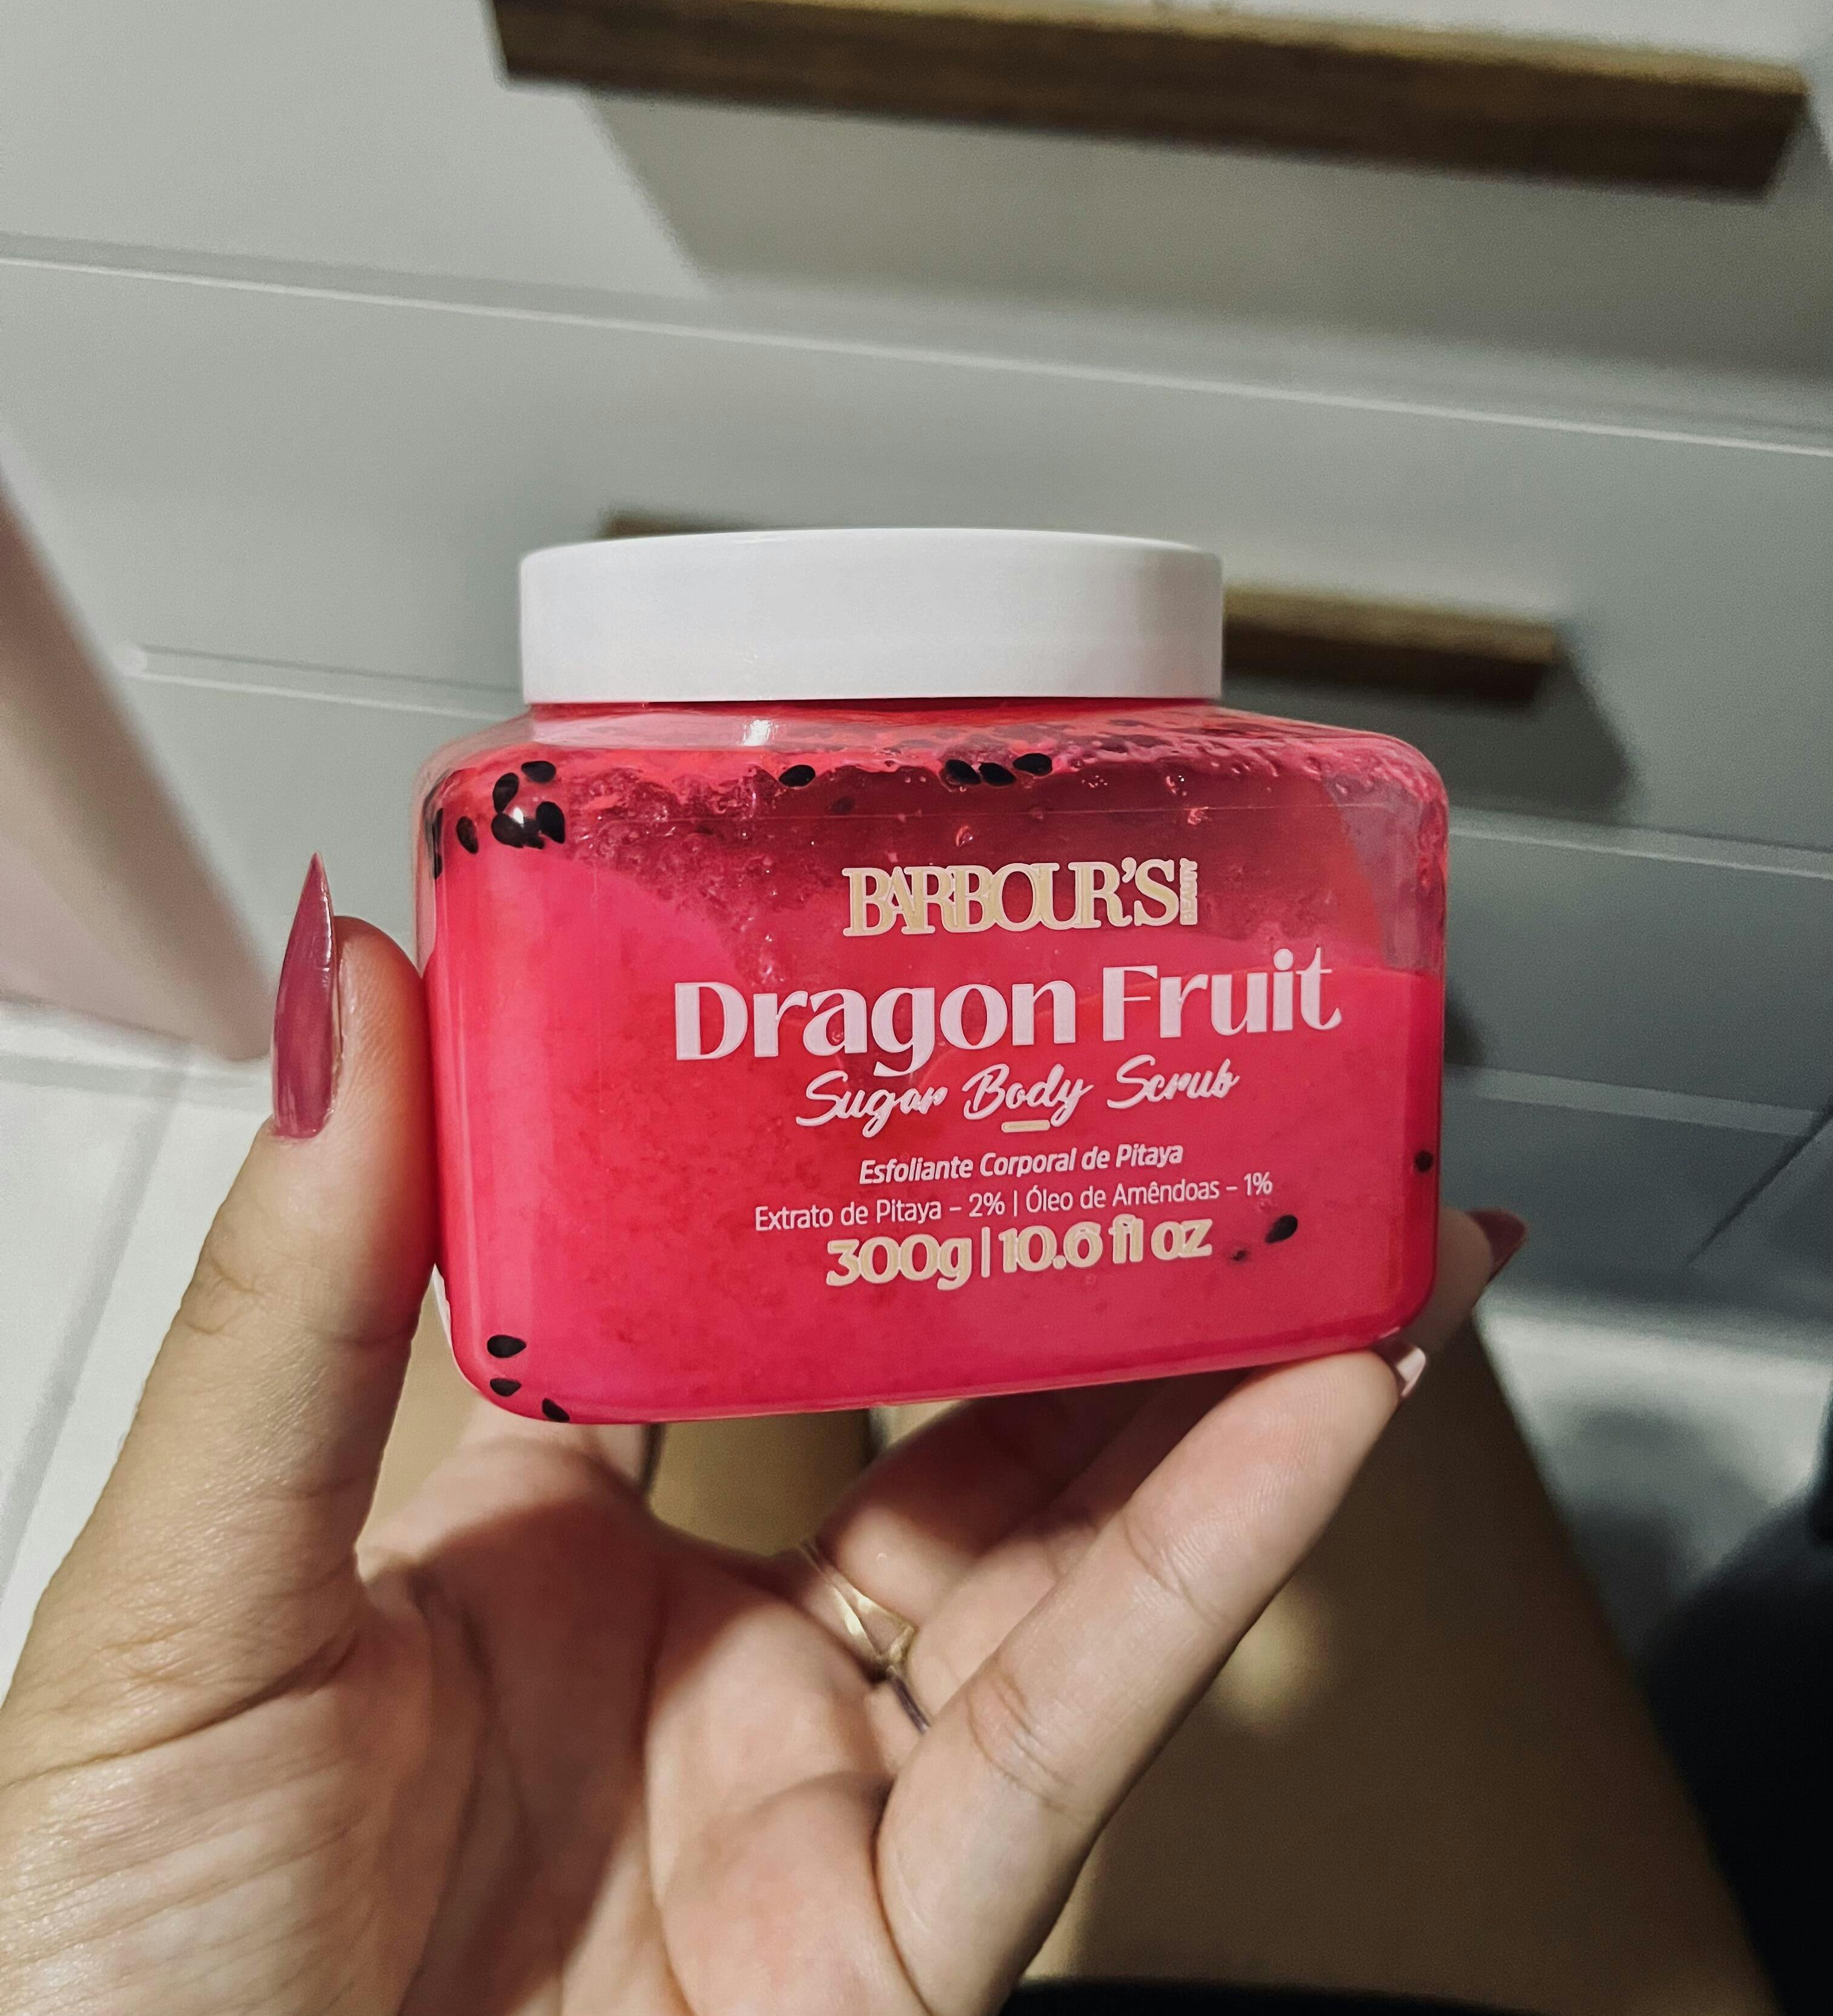 BARBOUR'S BEAUTY
Dragon Fruit
Sugar Body Scrub
Esfoliante Corporal de Pitaya
Extrato de Pitaya – 2% | Óleo de Amêndoas – 1%
300g | 10.6 fl oz